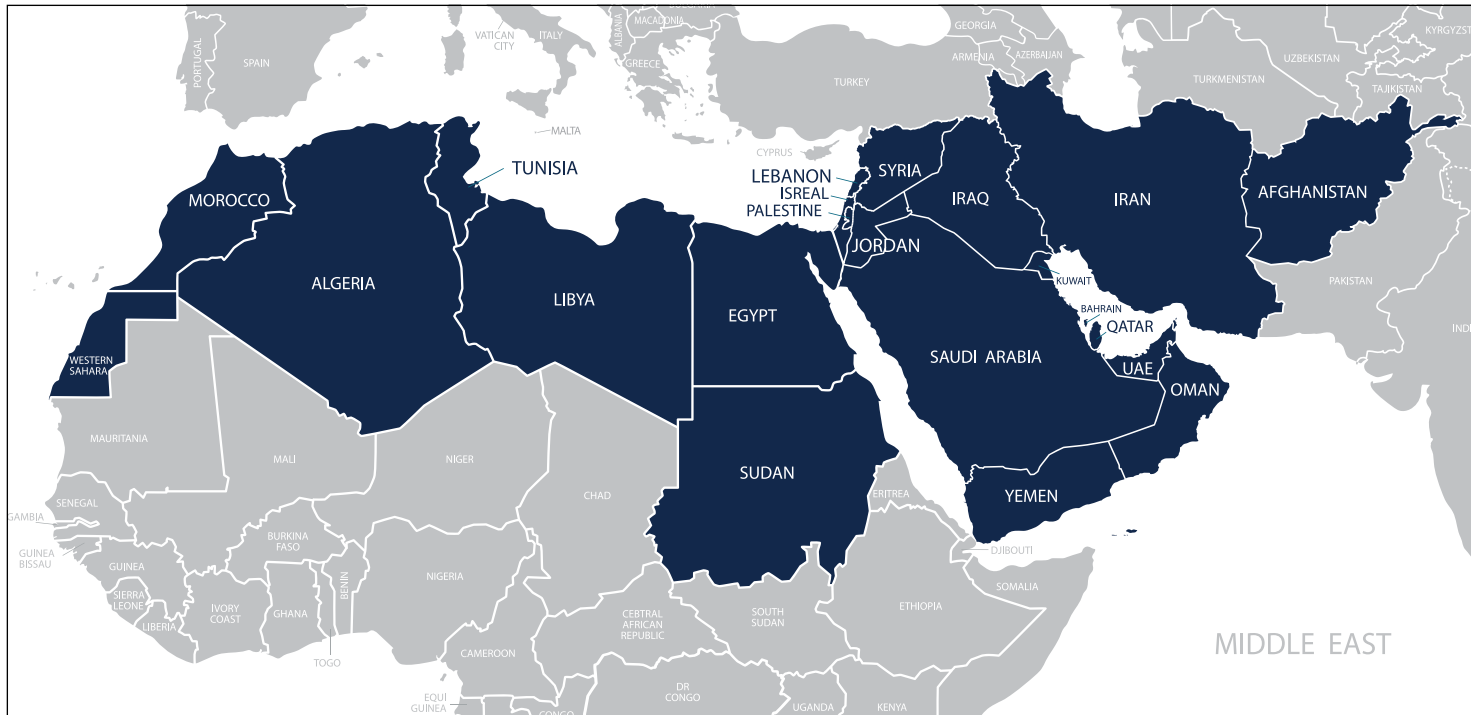 PORTUGAL
SPAIN
VATICAN
CITY
ITALY
ALBANIA
MACADONIA
GREECE
TURKEY
GEORGIA
ARMENIA
AZERBAIJAN
TURKMENISTAN
UZBEKISTAN
TAJIKISTAN
MALTA
CYPRUS
TUNISIA
MOROCCO
ALGERIA
LIBYA
EGYPT
WESTERN
SAHARA
LEBANON
ISREAL
PALESTINE
SYRIA
JORDAN
IRAQ
IRAN
AFGHANISTAN
PAKISTAN
KUWAIT
BAHRAIN
QATAR
SAUDI ARABIA
UAE
OMAN
YEMEN
MAURITANIA
MALI
NIGER
CHAD
SUDAN
ERITREA
SENEGAL
GAMBIA
GUINEA
BISSAU
GUINEA
SIERRA
LEONE
LIBERIA
IVORY
COAST
BURKINA
FASO
GHANA
TOGO
BENIN
NIGERIA
CAMEROON
EQUI
GUINEA
CEBTRAL
AFRICAN
REPUBLIC
SOUTH
SUDAN
ETHIOPIA
DJIBOUTI
SOMALIA
DR
CONGO
UGANDA
KENYA
MIDDLE EAST